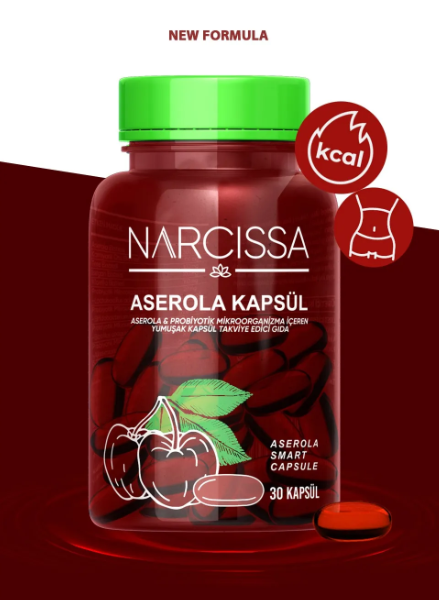 NEW FORMULA
kcal
NARCISSA
ASEROLA KAPSÜL
ASEROLA & PROBİYOTİK MİKROORGANİZMA İÇEREN
YUMUŞAK KAPSÜL TAKVİYE EDİCİ GIDA
ASEROLA
SMART
CAPSULE
30 KAPSÜL